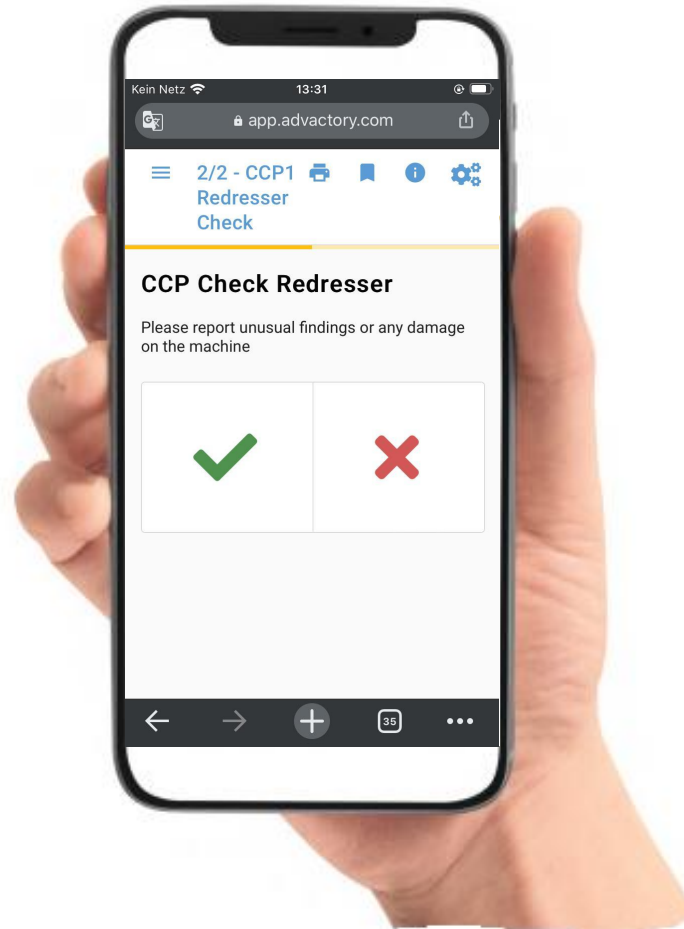 Kein Netz 13:31
app.advactory.com
2/2 - CCP1
Redresser
Check
CCP Check Redresser
Please report unusual findings or any damage
on the machine
35